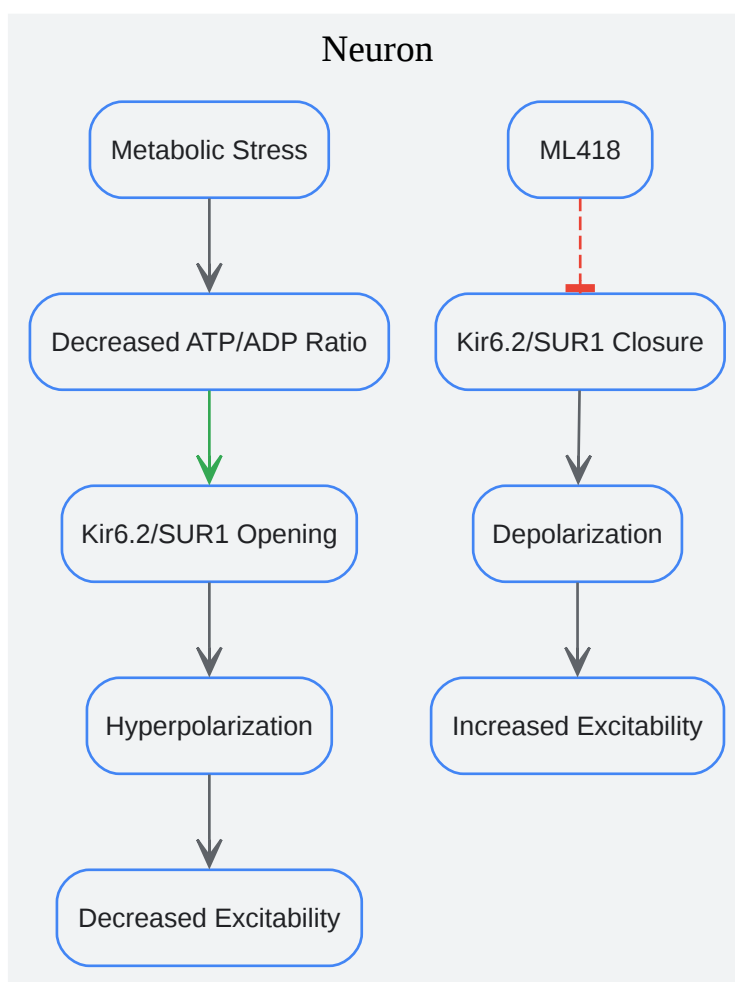 Neuron
Metabolic Stress
ML418
Decreased ATP/ADP Ratio
Kir6.2/SUR1 Closure
Kir6.2/SUR1 Opening
Depolarization
Hyperpolarization
Increased Excitability
Decreased Excitability